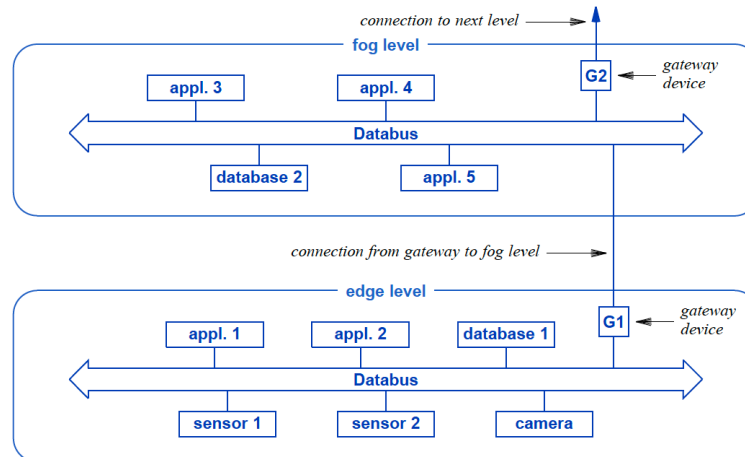 connection to next level
fog level
appl. 3
appl. 4
G2
gateway
device
Databus
database 2
appl. 5
connection from gateway to fog level
edge level
appl. 1
appl. 2
database 1
G1
gateway
device
Databus
sensor 1
sensor 2
camera